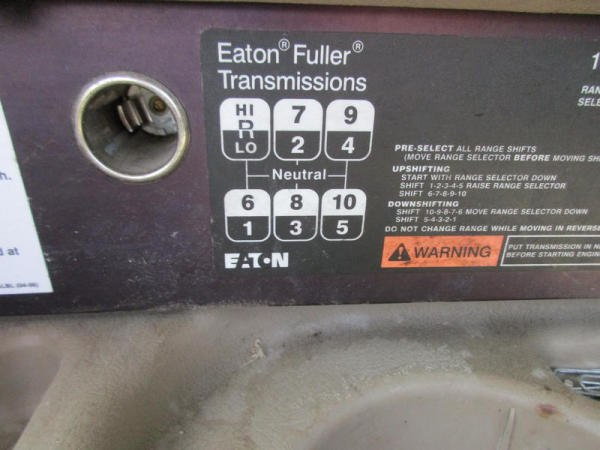 Eaton® Fuller®
Transmissions
HI
R
LO
7
2
9
4
Neutral
6
1
8
3
10
5
EATON
PRE-SELECT ALL RANGE SHIFTS
(MOVE RANGE SELECTOR BEFORE MOVING
UPSHIFTING
START WITH RANGE SELECTOR DOWN
SHIFT 1-2-3-4-5 RAISE RANGE SELECTOR
SHIFT 6-7-8-9-10
DOWNSHIFTING
SHIFT 10-9-8-7-6 MOVE RANGE SELECTOR DOWN
SHIFT 5-4-3-2-1
DO NOT CHANGE RANGE WHILE MOVING IN REVERSE
WARNING
PUT TRANSMISSION IN
BEFORE STARTING
d at